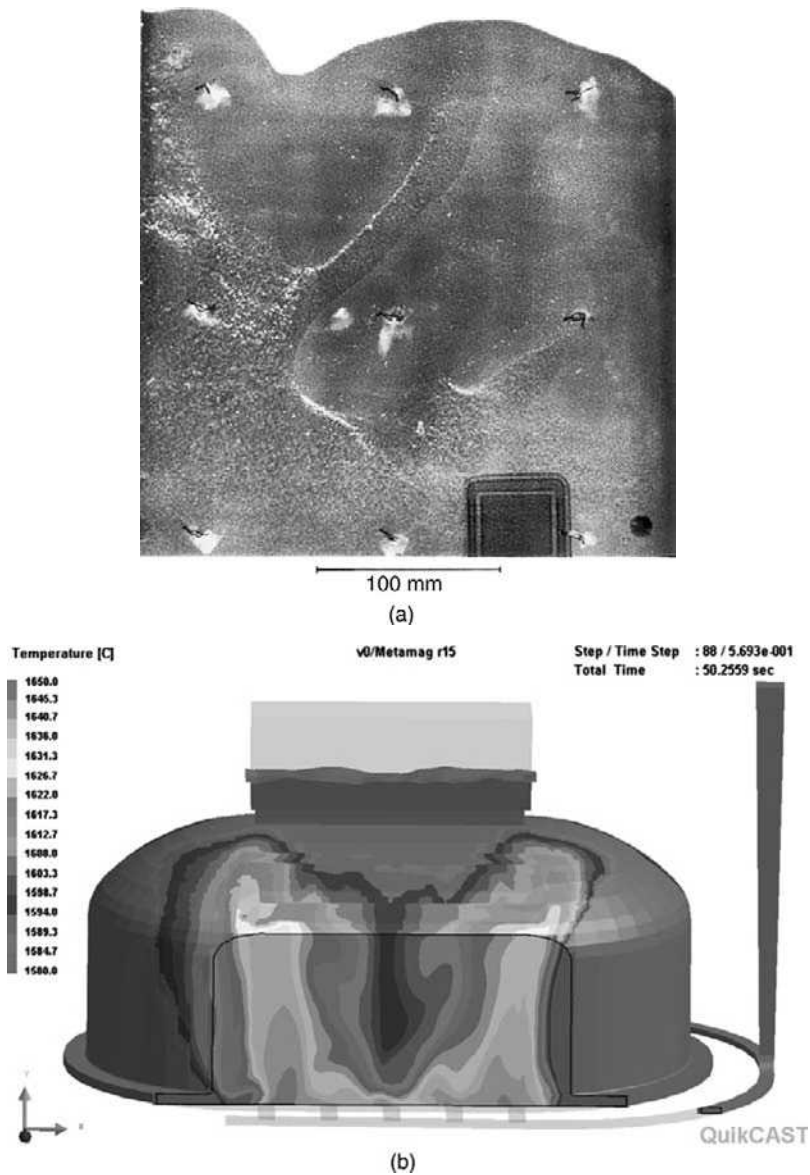 100 mm
(a)
Temperature [C]
v0/Metamag r15
Step / Time Step : 88 / 5.693e-001
Total Time : 50.2559 sec
1650.0
1645.3
1640.7
1636.0
1631.3
1626.7
1622.0
1617.3
1612.7
1608.0
1603.3
1598.7
1594.0
1589.3
1584.7
1580.0
QuikCAST
(b)